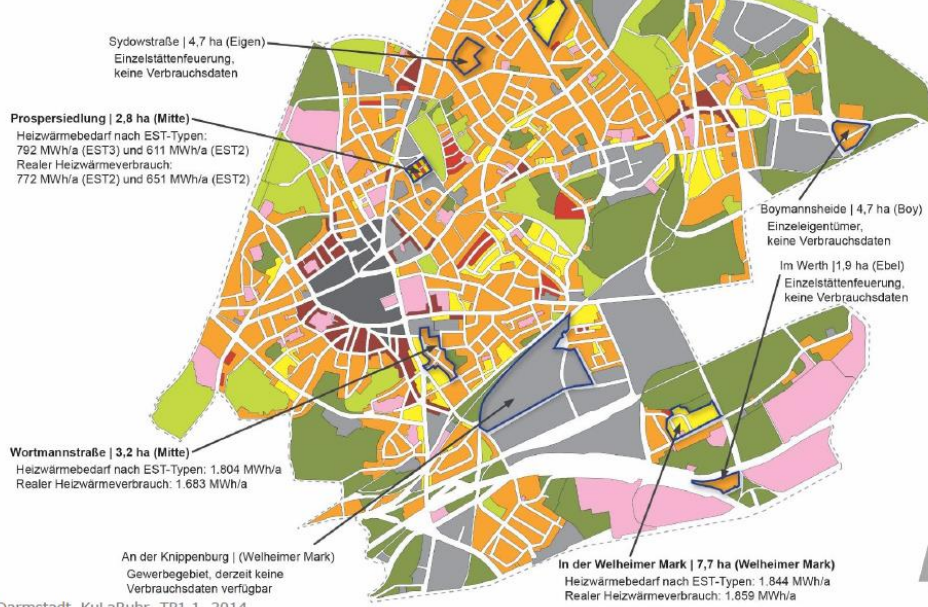 Sydowstraße | 4,7 ha (Eigen)
Einzelstättenfeuerung,
keine Verbrauchsdaten
Prospersiedlung | 2,8 ha (Mitte)
Heizwärmebedarf nach EST-Typen:
792 MWh/a (EST3) und 611 MWh/a (EST2)
Realer Heizwärmeverbrauch:
772 MWh/a (EST2) und 651 MWh/a (EST2)
Boymannsheide | 4,7 ha (Boy)
Einzeleigentümer,
keine Verbrauchsdaten
Im Werth |1,9 ha (Ebel)
Einzelstättenfeuerung,
keine Verbrauchsdaten
Wortmannstraße | 3,2 ha (Mitte)
Heizwärmebedarf nach EST-Typen: 1.804 MWh/a
Realer Heizwärmeverbrauch: 1.683 MWh/a
An der Knippenburg | (Welheimer Mark)
Gewerbegebiet, derzeit keine
Verbrauchsdaten verfügbar
In der Welheimer Mark | 7,7 ha (Welheimer Mark)
Heizwärmebedarf nach EST-Typen: 1.844 MWh/a
Realer Heizwärmeverbrauch: 1.859 MWh/a